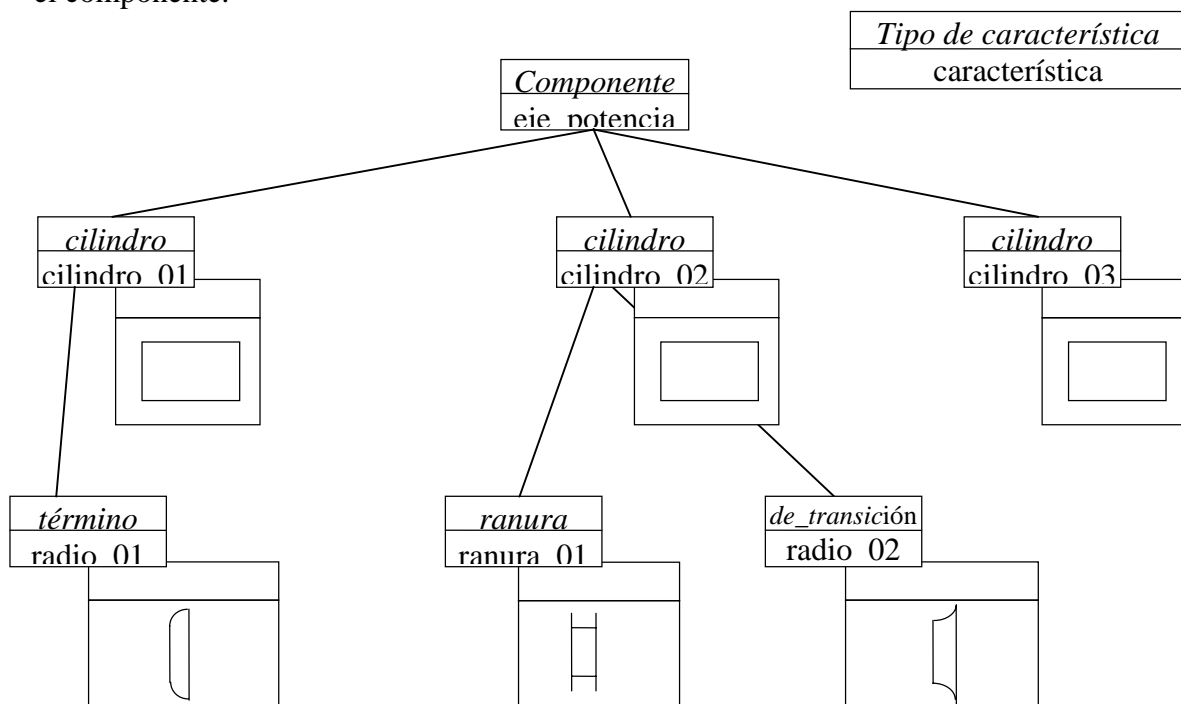 el componente.
Tipo de característica
característica
Componente
eje_potencia
cilindro
cilindro_01
cilindro
cilindro_02
cilindro
cilindro_03
término
radio_01
ranura
ranura_01
de_transición
radio_02